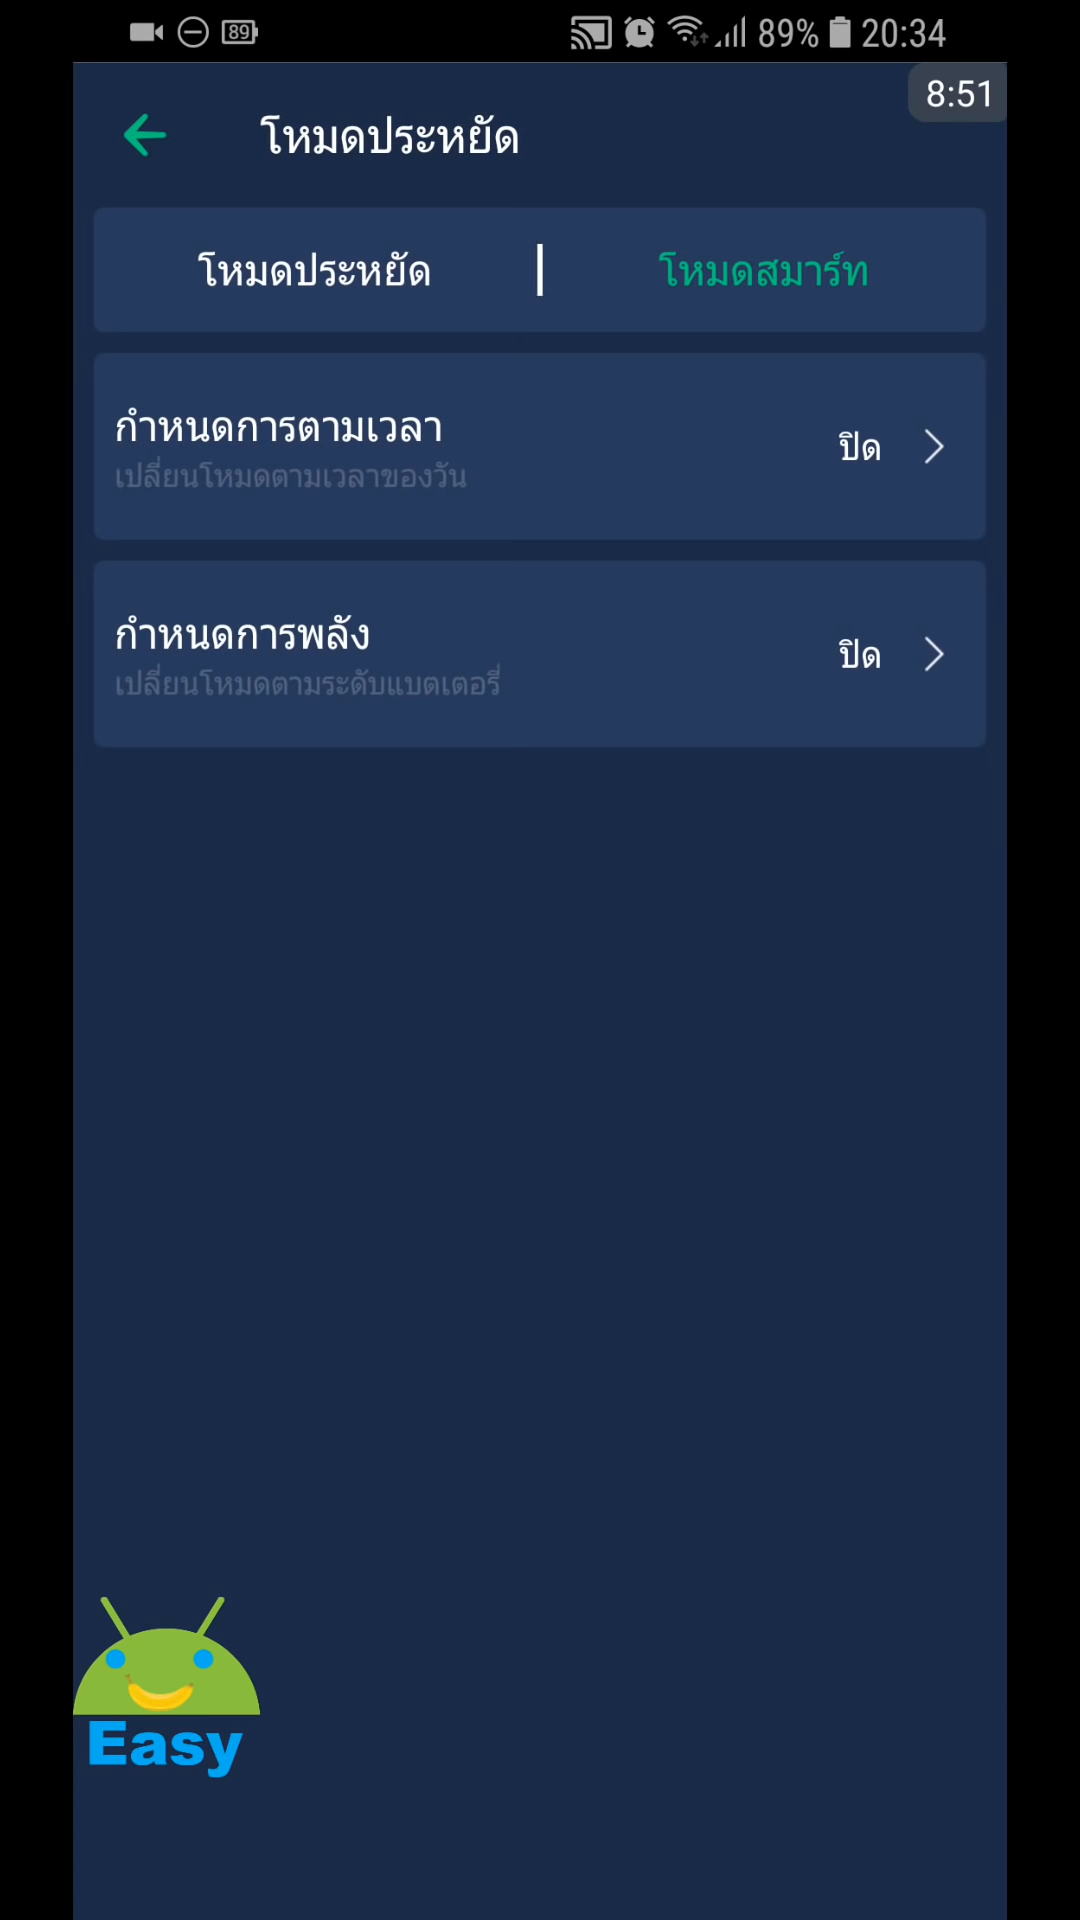 89 89% 20:34
8:51
โหมดประหยัด
โหมดประหยัด | โหมดสมาร์ท
กำหนดการตามเวลา
เปลี่ยนโหมดตามเวลาของวัน
ปิด
กำหนดการพลัง
เปลี่ยนโหมดตามระดับแบตเตอรี่
ปิด
Easy